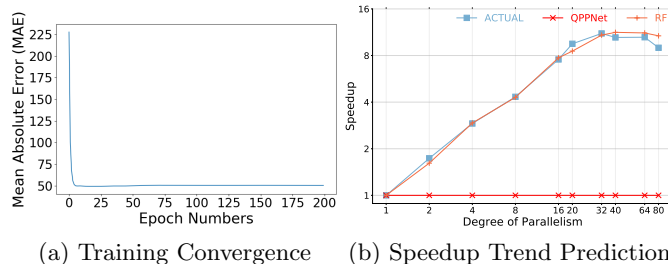 Mean Absolute Error (MAE)
225
200
175
150
125
100
75
50
0 25 50 75 100 125 150 175 200
Epoch Numbers
(a) Training Convergence
ACTUAL QPPNet RF
Speedup
16
16
4
2
1
1 2 4 8 16 20 32 40 64 80
Degree of Parallelism
(b) Speedup Trend Prediction